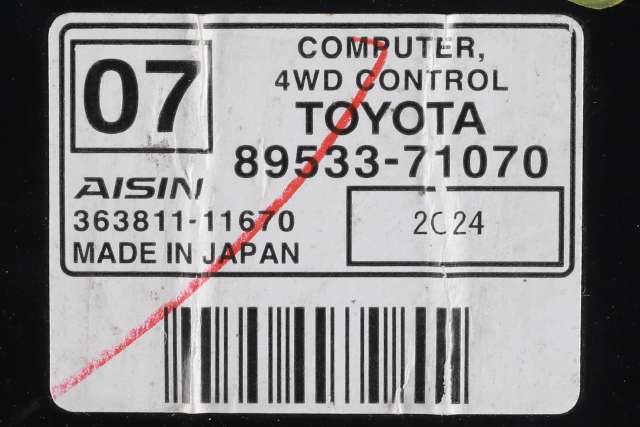 07
COMPUTER,
4WD CONTROL
TOYOTA
89533-71070
AISIN
363811-11670
2C24
MADE IN JAPAN